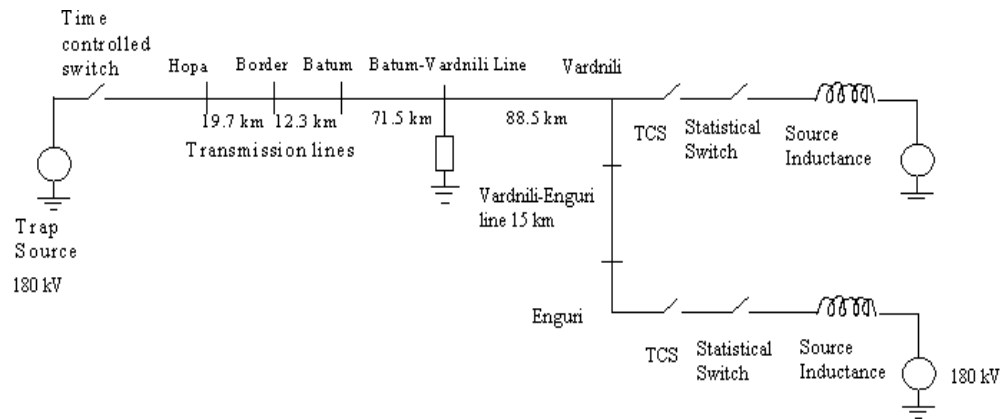 Time
controlled
switch
Hopa
Border
Batum
Batum-Vardnili Line
Vardnili
19.7 km
12.3 km
71.5 km
88.5 km
Transmission lines
TCS
Statistical
Switch
Source
Inductance
Trap
Source
180 kV
Vardnili-Enguri
line 15 km
Enguri
TCS
Statistical
Switch
Source
Inductance
180 kV